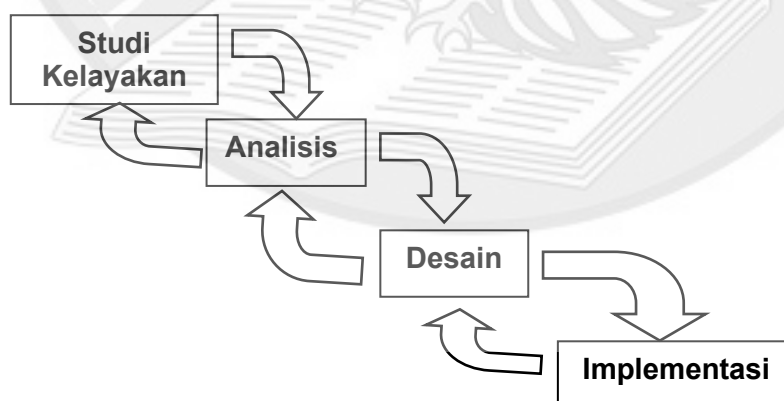 Studi
Kelayakan
Analisis
Desain
Implementasi